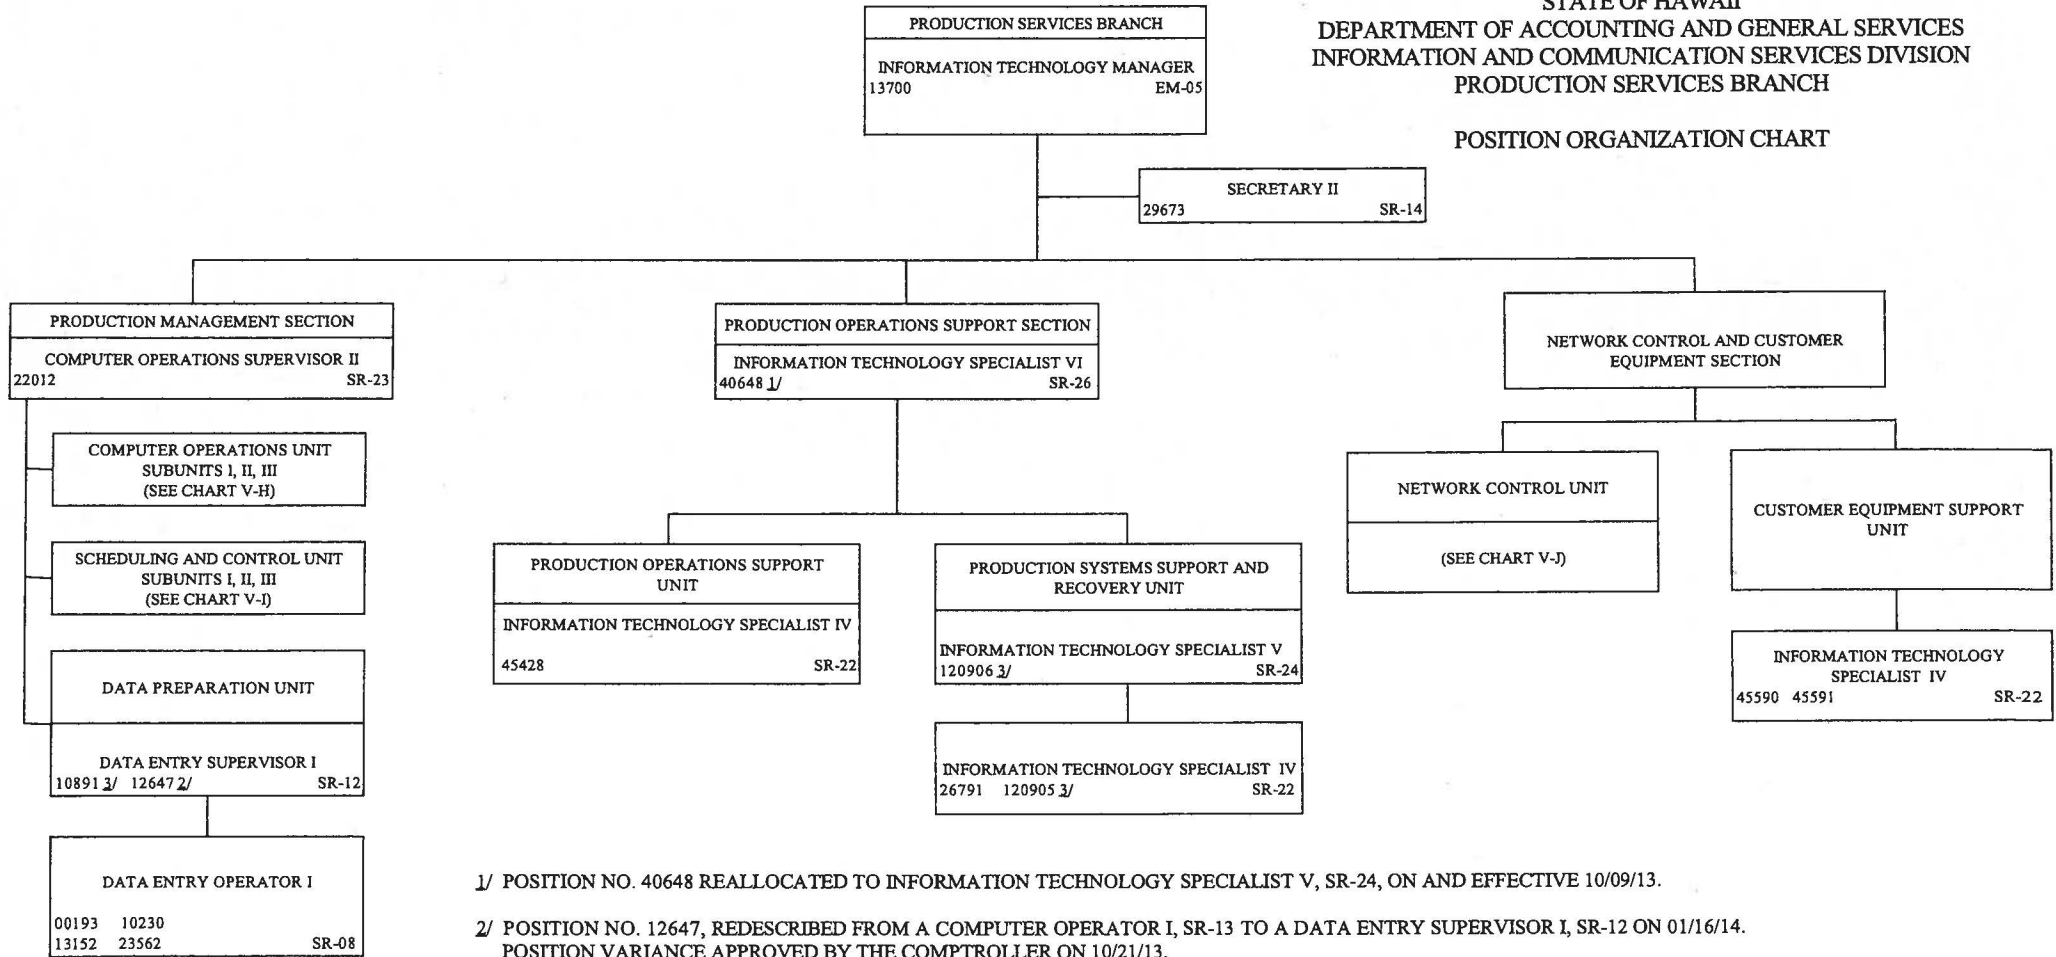 STATE OF HAWAII
DEPARTMENT OF ACCOUNTING AND GENERAL SERVICES
INFORMATION AND COMMUNICATION SERVICES DIVISION
PRODUCTION SERVICES BRANCH
POSITION ORGANIZATION CHART
PRODUCTION SERVICES BRANCH
INFORMATION TECHNOLOGY MANAGER
13700 EM-05
SECRETARY II
29673 SR-14
PRODUCTION MANAGEMENT SECTION
COMPUTER OPERATIONS SUPERVISOR II
22012 SR-23
COMPUTER OPERATIONS UNIT
SUBUNITS I, II, III
(SEE CHART V-H)
SCHEDULING AND CONTROL UNIT
SUBUNITS I, II, III
(SEE CHART V-I)
DATA PREPARATION UNIT
DATA ENTRY SUPERVISOR I
10891 3/ 12647 2/ SR-12
DATA ENTRY OPERATOR I
00193 10230
13152 23562 SR-08
PRODUCTION OPERATIONS SUPPORT SECTION
INFORMATION TECHNOLOGY SPECIALIST VI
40648 1/ SR-26
PRODUCTION OPERATIONS SUPPORT
UNIT
INFORMATION TECHNOLOGY SPECIALIST IV
45428 SR-22
PRODUCTION SYSTEMS SUPPORT AND
RECOVERY UNIT
INFORMATION TECHNOLOGY SPECIALIST V
120906 3/ SR-24
INFORMATION TECHNOLOGY SPECIALIST IV
26791 120905 3/ SR-22
NETWORK CONTROL AND CUSTOMER
EQUIPMENT SECTION
NETWORK CONTROL UNIT
(SEE CHART V-J)
CUSTOMER EQUIPMENT SUPPORT
UNIT
INFORMATION TECHNOLOGY
SPECIALIST IV
45590 45591 SR-22
1/ POSITION NO. 40648 REALLOCATED TO INFORMATION TECHNOLOGY SPECIALIST V, SR-24, ON AND EFFECTIVE 10/09/13.
2/ POSITION NO. 12647, REDESCRIBED FROM A COMPUTER OPERATOR I, SR-13 TO A DATA ENTRY SUPERVISOR I, SR-12 ON 01/16/14.
POSITION VARIANCE APPROVED BY THE COMPTROLLER ON 10/21/13.